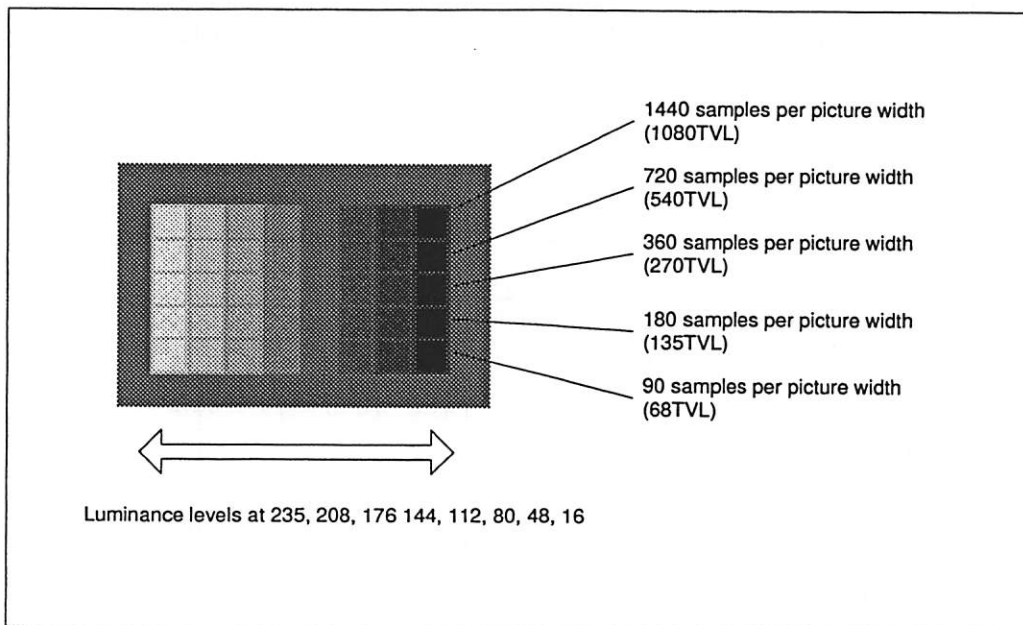 1440 samples per picture width
(1080TVL)
720 samples per picture width
(540TVL)
360 samples per picture width
(270TVL)
180 samples per picture width
(135TVL)
90 samples per picture width
(68TVL)
Luminance levels at 235, 208, 176 144, 112, 80, 48, 16